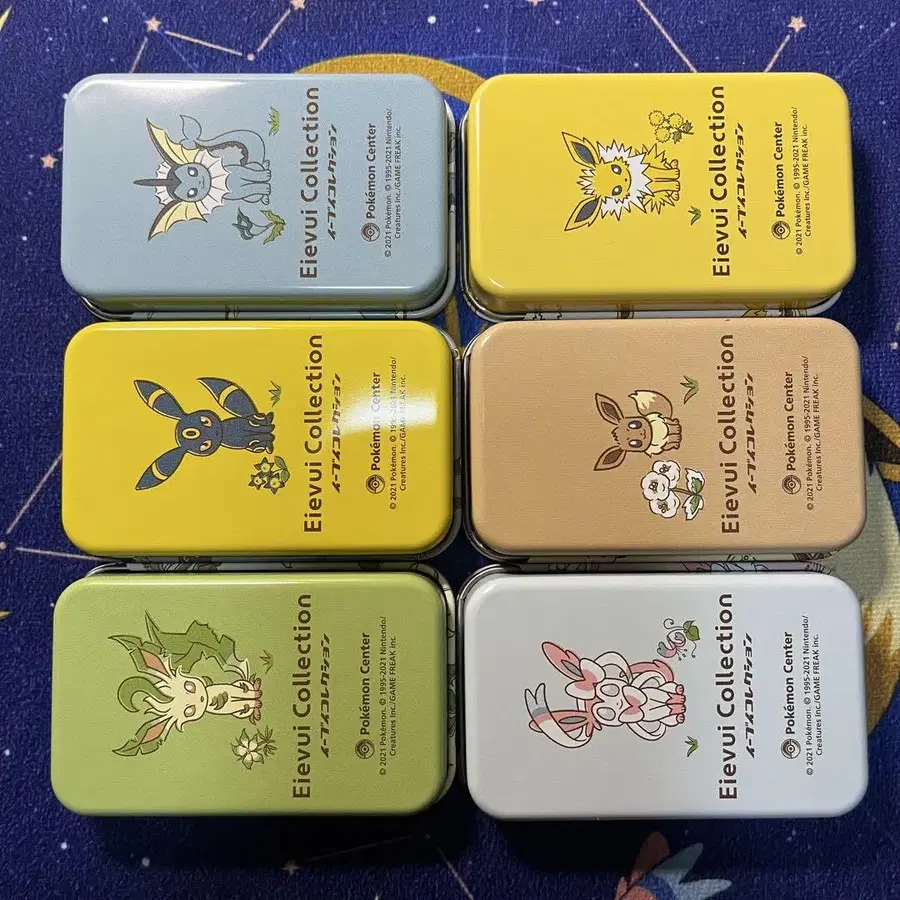 Eievui Collection
イーブイコレクション
Pokémon Center
© 2021 Pokémon. © 1995-2021 Nintendo/
Creatures Inc./GAME FREAK inc.
Eievui Collection
イーブイコレクション
Pokémon Center
© 2021 Pokémon. © 1995-2021 Nintendo/
Creatures Inc./GAME FREAK inc.
Eievui Collection
イーブイコレクション
Pokémon Center
© 2021 Pokémon. © 1995-2021 Nintendo/
Creatures Inc./GAME FREAK inc.
Eievui Collection
イーブイコレクション
Pokémon Center
© 2021 Pokémon. © 1995-2021 Nintendo/
Creatures Inc./GAME FREAK inc.
Eievui Collection
イーブイコレクション
Pokémon Center
© 2021 Pokémon. © 1995-2021 Nintendo/
Creatures Inc./GAME FREAK inc.
Eievui Collection
イーブイコレクション
Pokémon Center
© 2021 Pokémon. © 1995-2021 Nintendo/
Creatures Inc./GAME FREAK inc.